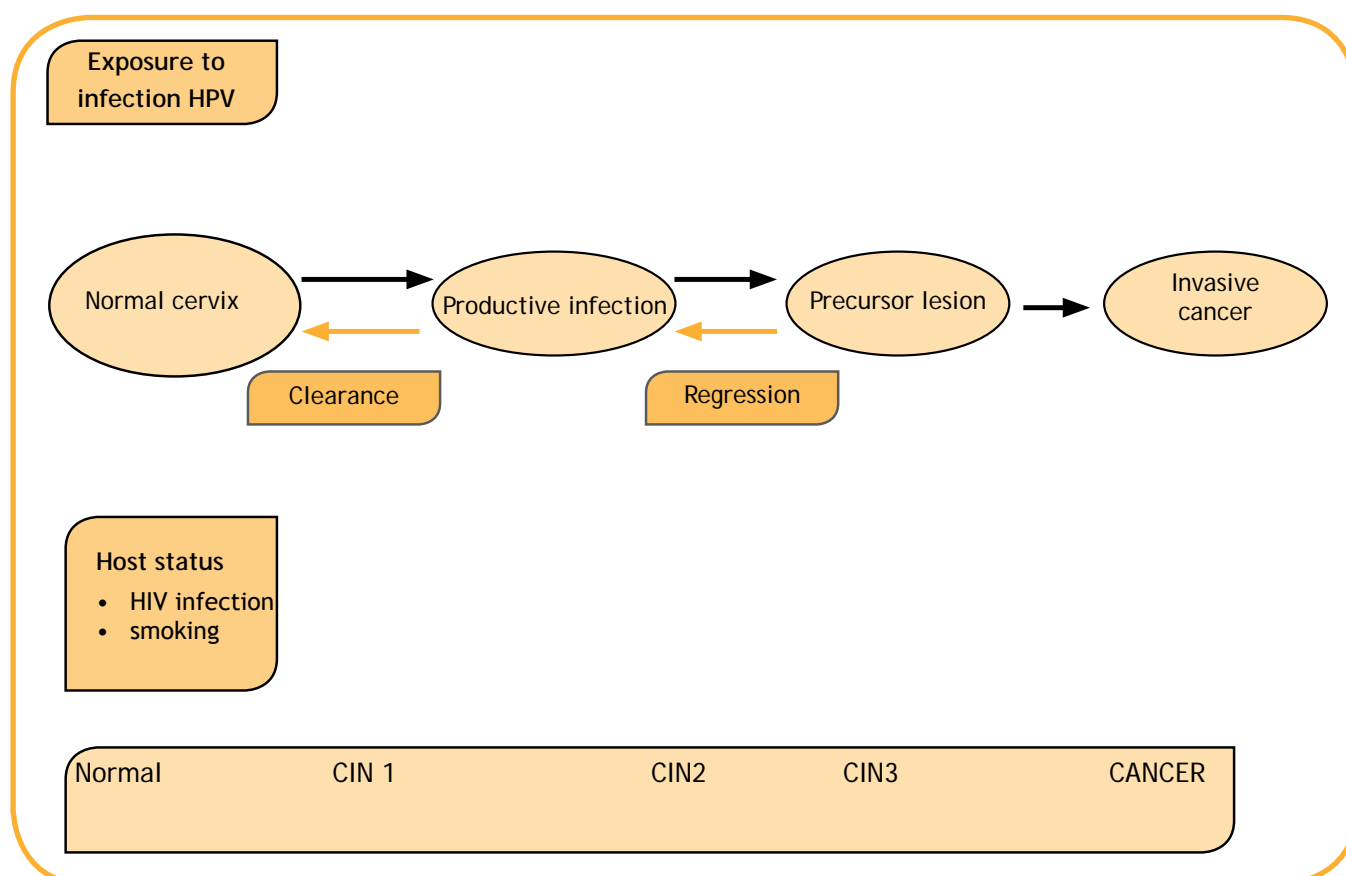 Exposure to
infection HPV
Normal cervix
Productive infection
Precursor lesion
Invasive
cancer
Clearance
Regression
Host status
• HIV infection
• smoking
Normal CIN 1 CIN2 CIN3 CANCER